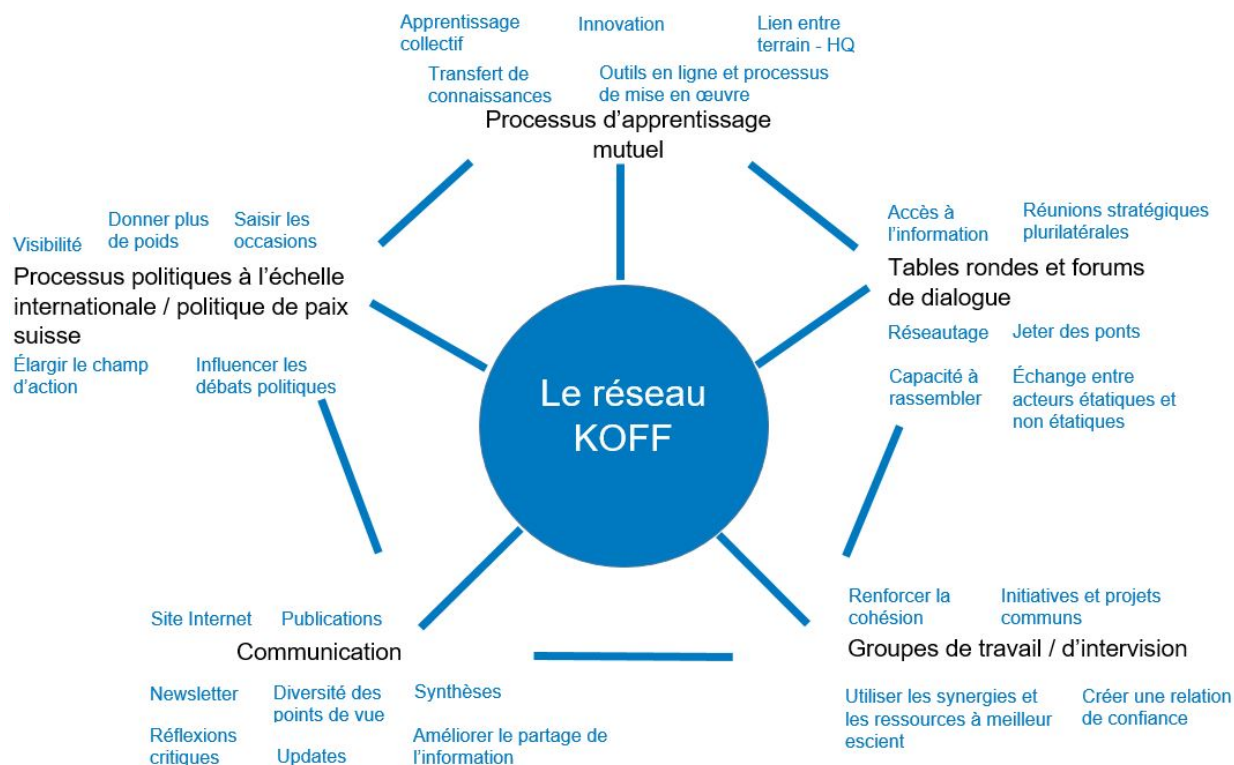 Apprentissage
collectif
Innovation
Lien entre
terrain - HQ
Transfert de
connaissances
Outils en ligne et processus
de mise en œuvre
Processus d’apprentissage
mutuel
Visibilité
Donner plus
de poids
Saisir les
occasions
Processus politiques à l’échelle
internationale / politique de paix
suisse
Élargir le champ
d’action
Influencer les
débats politiques
Accès à
l’information
Réunions stratégiques
plurilatérales
Tables rondes et forums
de dialogue
Réseautage
Jeter des ponts
Capacité à
rassembler
Échange entre
acteurs étatiques et
non étatiques
Le réseau
KOFF
Site Internet
Publications
Communication
Newsletter
Diversité des
points de vue
Synthèses
Réflexions
critiques
Updates
Améliorer le partage de
l’information
Renforcer la
cohésion
Initiatives et projets
communs
Groupes de travail / d’intervision
Utiliser les synergies et
les ressources à meilleur
escient
Créer une relation
de confiance